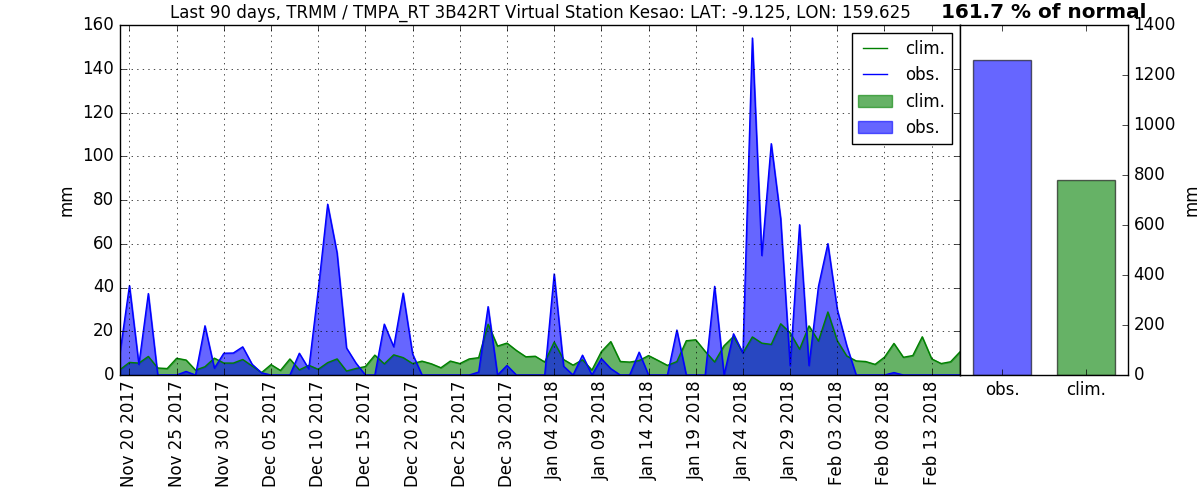 Last 90 days, TRMM / TMPA_RT 3B42RT Virtual Station Kesao: LAT: -9.125, LON: 159.625
161.7 % of normal
mm
160
140
120
100
80
60
40
20
0
clim.
obs.
clim.
obs.
Nov 20 2017
Nov 25 2017
Nov 30 2017
Dec 05 2017
Dec 10 2017
Dec 15 2017
Dec 20 2017
Dec 25 2017
Dec 30 2017
Jan 04 2018
Jan 09 2018
Jan 14 2018
Jan 19 2018
Jan 24 2018
Jan 29 2018
Feb 03 2018
Feb 08 2018
Feb 13 2018
obs.
clim.
1400
1200
1000
800
600
400
200
0
mm